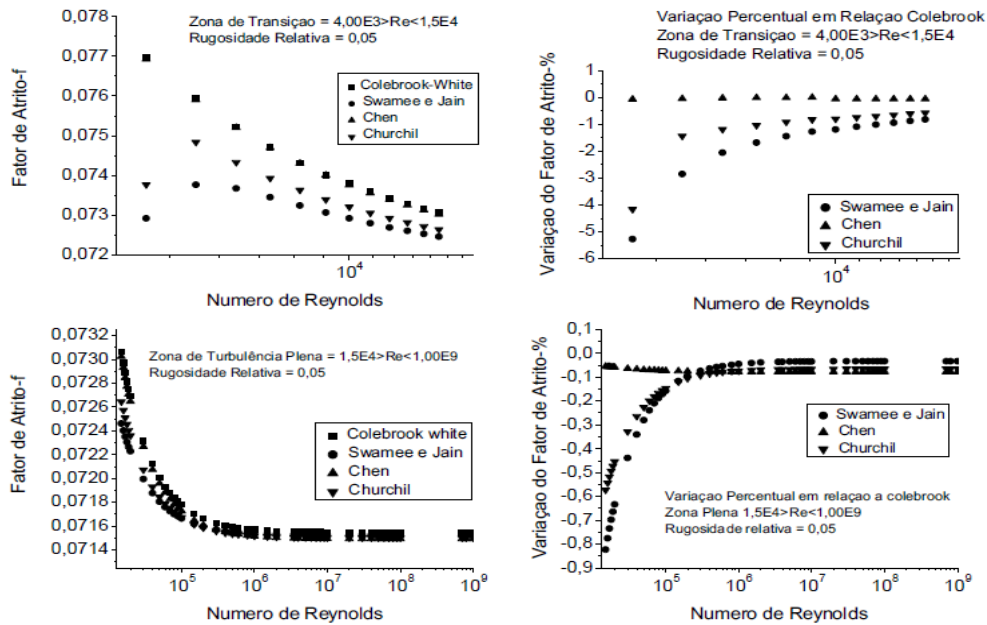 Zona de Transiçao = 4,00E3>Re<1,5E4
Rugosidade Relativa = 0,05
Fator de Atrito-f
0,078
0,077
0,076
0,075
0,074
0,073
0,072
Colebrook-White
Swamee e Jain
Chen
Churchil
10^4
Numero de Reynolds
Variaçao Percentual em Relaçao Colebrook
Zona de Transiçao = 4,00E3>Re<1,5E4
Rugosidade Relativa = 0,05
Variaçao do Fator de Atrito-%
1
0
-1
-2
-3
-4
-5
-6
Swamee e Jain
Chen
Churchil
10^4
Numero de Reynolds
Fator de Atrito-f
0,0732
0,0730
0,0726
0,0724
0,0720
0,0718
0,0716
0,0714
Zona de Turbulência Plena = 1,5E4>Re<1,00E9
Rugosidade Relativa = 0,05
Colebrook white
Swamee e Jain
Chen
Churchil
10^5 10^6 10^7 10^8 10^9
Numero de Reynolds
Variaçao do Fator de Atrito-%
0,1
0,0
-0,1
-0,2
-0,3
-0,4
-0,5
-0,6
-0,7
-0,8
-0,9
Swamee e Jain
Chen
Churchil
Variaçao Percentual em relaçao a colebrook
Zona Plena 1,5E4>Re<1,00E9
Rugosidade relativa = 0,05
10^5 10^6 10^7 10^8 10^9
Numero de Reynolds